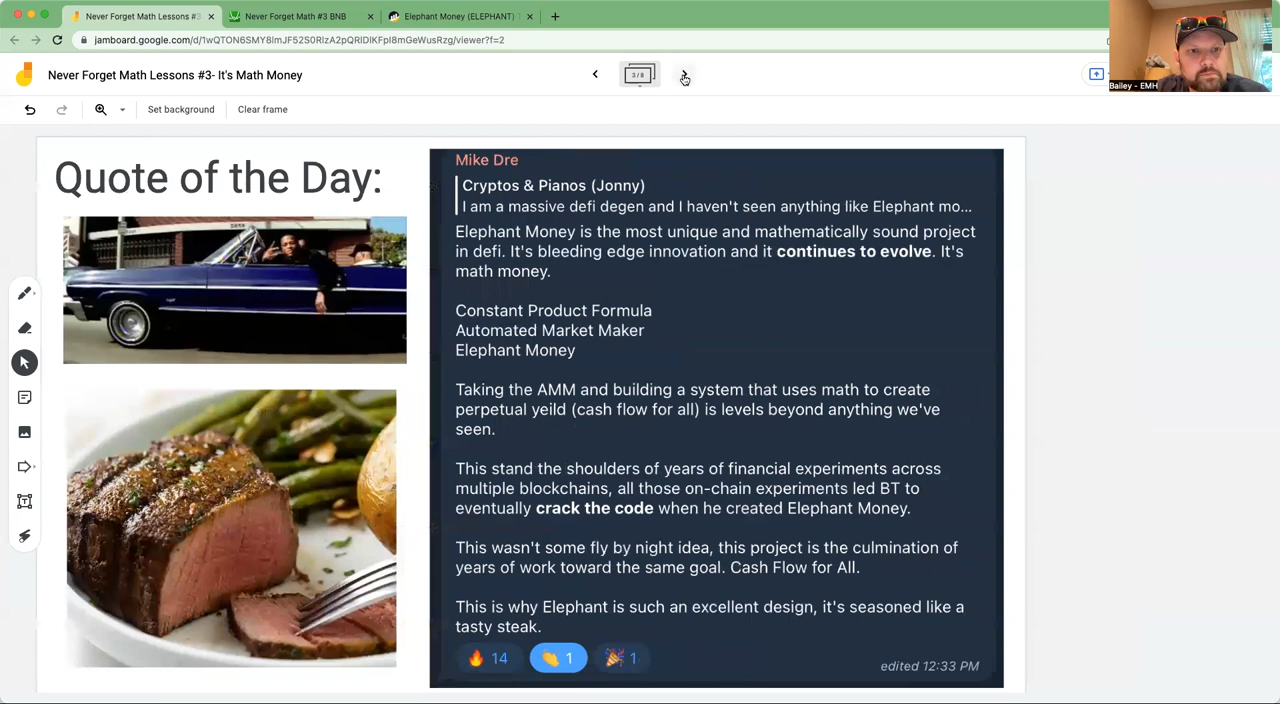 Never Forget Math Lessons #3
Never Forget Math #3 BNB
Elephant Money (ELEPHANT)
jamboard.google.com/d/1wQTON6SMY8lmJF52S0RlzA2pQRIDIKFpI8mGeWusRzg/viewer?f=2
Never Forget Math Lessons #3- It's Math Money
3 / 8
Bailey - EMH
Set background
Clear frame
Quote of the Day:
Mike Dre
Cryptos & Pianos (Jonny)
I am a massive defi degen and I haven't seen anything like Elephant mo...
Elephant Money is the most unique and mathematically sound project
in defi. It's bleeding edge innovation and it continues to evolve. It's
math money.
Constant Product Formula
Automated Market Maker
Elephant Money
Taking the AMM and building a system that uses math to create
perpetual yeild (cash flow for all) is levels beyond anything we've
seen.
This stand the shoulders of years of financial experiments across
multiple blockchains, all those on-chain experiments led BT to
eventually crack the code when he created Elephant Money.
This wasn't some fly by night idea, this project is the culmination of
years of work toward the same goal. Cash Flow for All.
This is why Elephant is such an excellent design, it's seasoned like a
tasty steak.
14
1
1
edited 12:33 PM